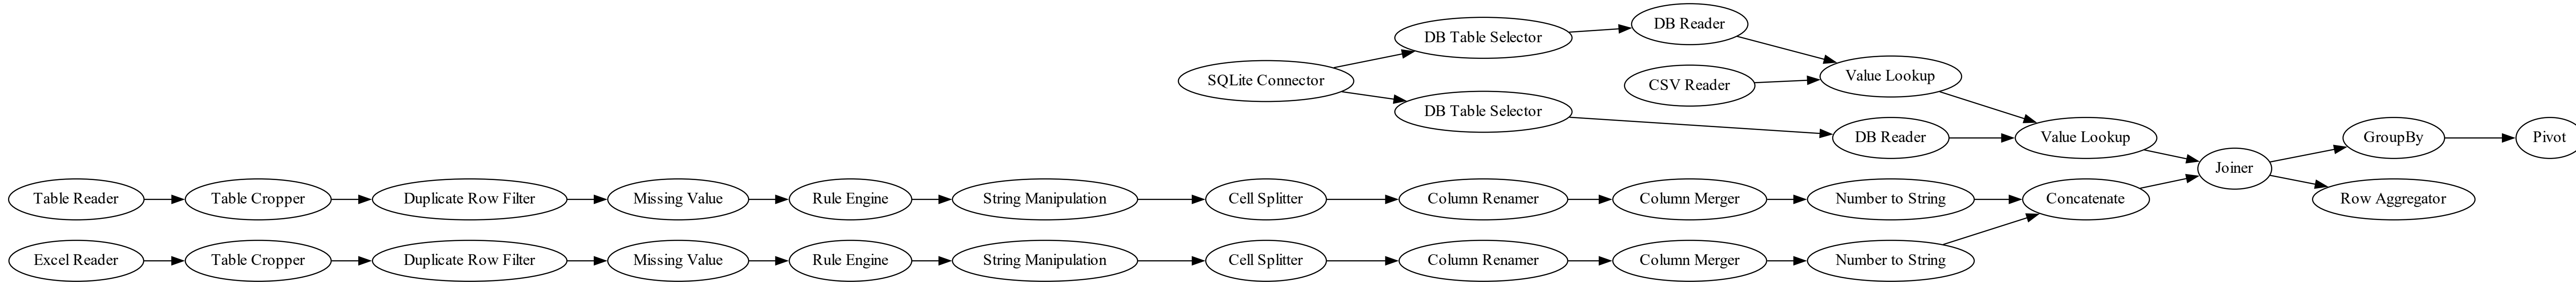 DB Reader
DB Table Selector
SQLite Connector
Value Lookup
CSV Reader
DB Table Selector
DB Reader
Value Lookup
GroupBy
Pivot
Joiner
Table Reader
Table Cropper
Duplicate Row Filter
Missing Value
Rule Engine
String Manipulation
Cell Splitter
Column Renamer
Column Merger
Number to String
Concatenate
Row Aggregator
Excel Reader
Table Cropper
Duplicate Row Filter
Missing Value
Rule Engine
String Manipulation
Cell Splitter
Column Renamer
Column Merger
Number to String